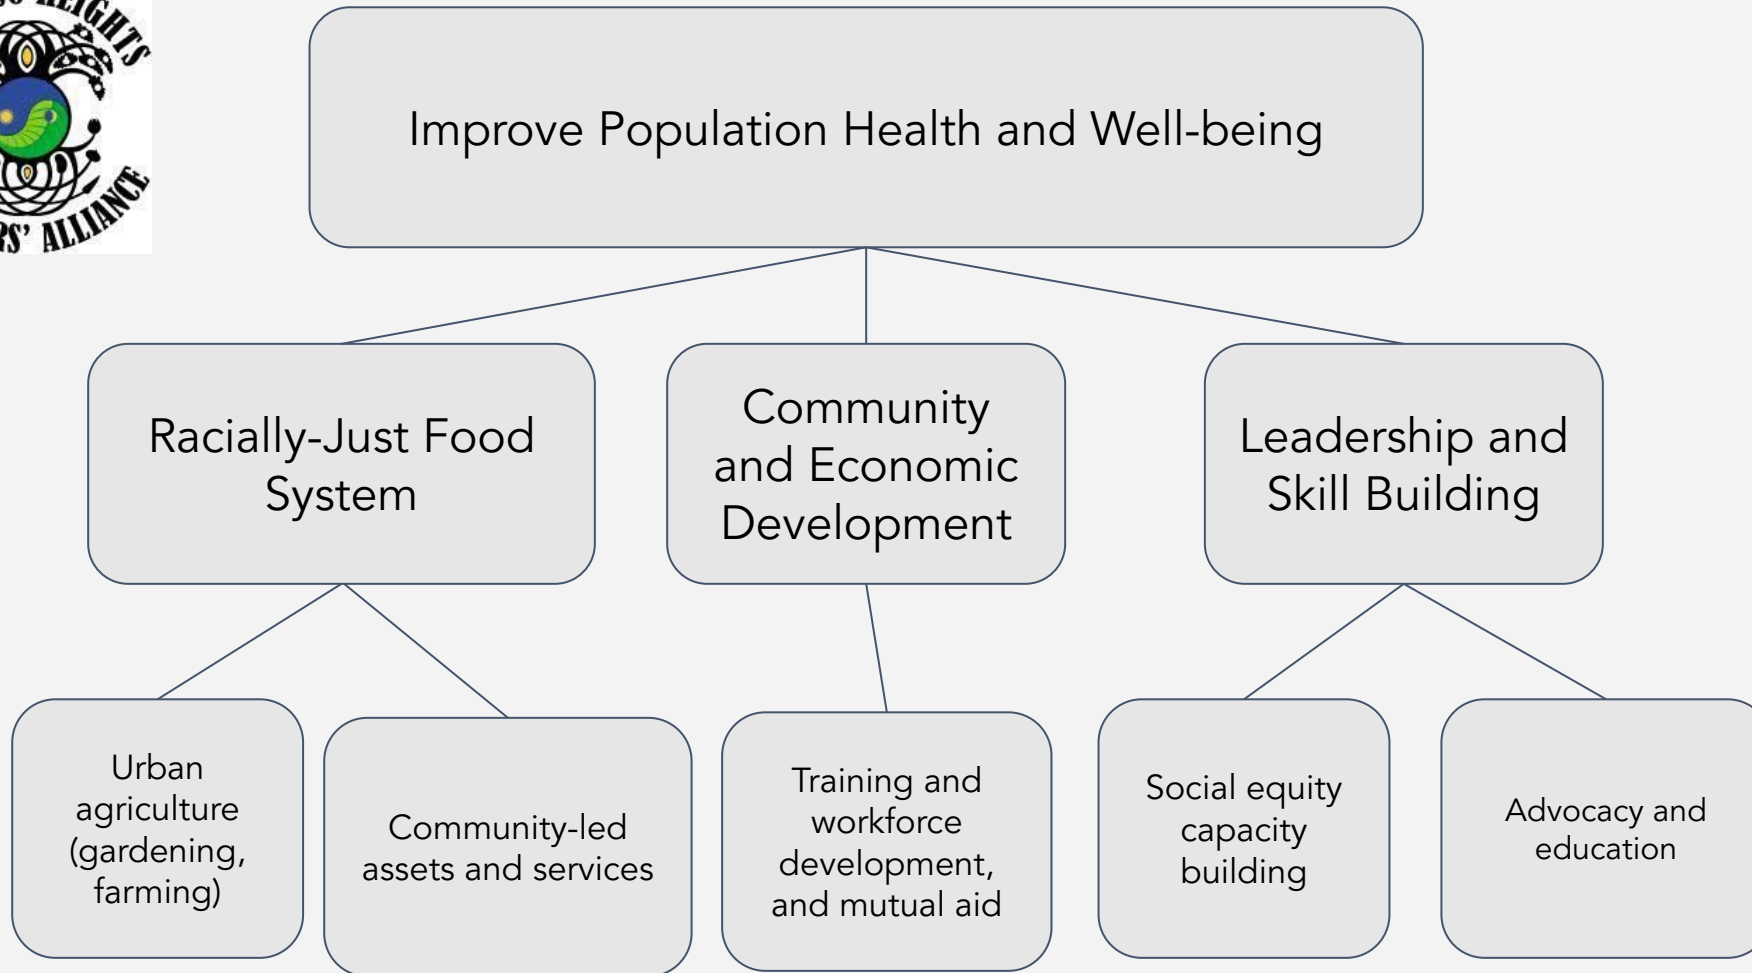 HEIGHTS
ALLIANCE
Improve Population Health and Well-being
Racially-Just Food
System
Community
and Economic
Development
Leadership and
Skill Building
Urban
agriculture
(gardening,
farming)
Community-led
assets and services
Training and
workforce
development,
and mutual aid
Social equity
capacity
building
Advocacy and
education